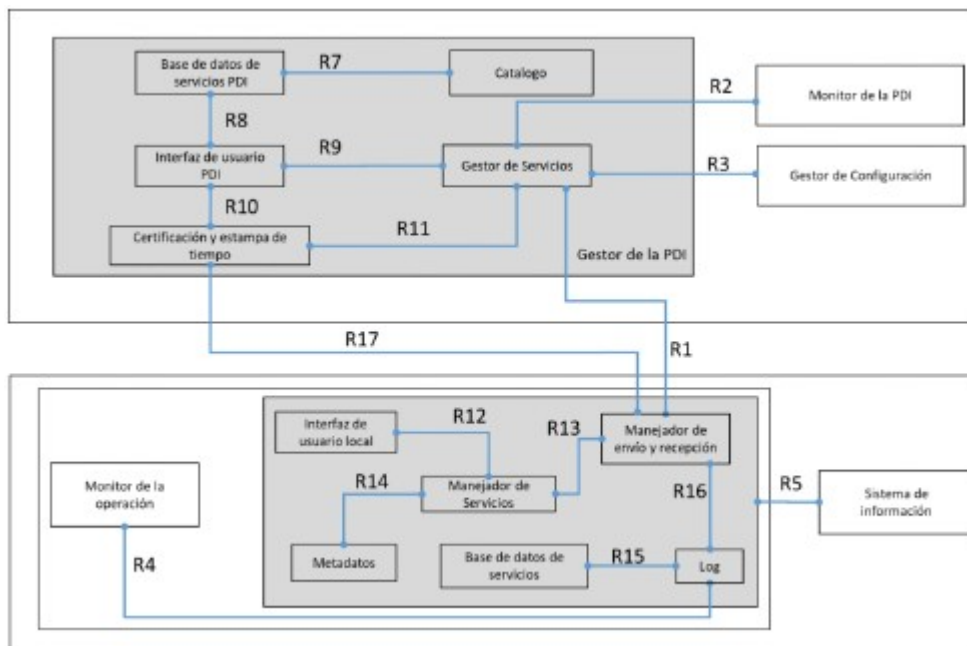 Base de datos de
servicios PDI
R7
Catalogo
R2
Monitor de la PDI
R8
Interfaz de usuario
PDI
R9
Gestor de Servicios
R3
Gestor de Configuración
R10
Certificación y estampa de
tiempo
R11
Gestor de la PDI
R17
R1
Interfaz de
usuario local
R12
R13
Manejador de
envío y recepción
Monitor de la
operación
R14
Manejador de
Servicios
R16
R5
Sistema de
información
R4
Metadatos
Base de datos de
servicios
R15
Log